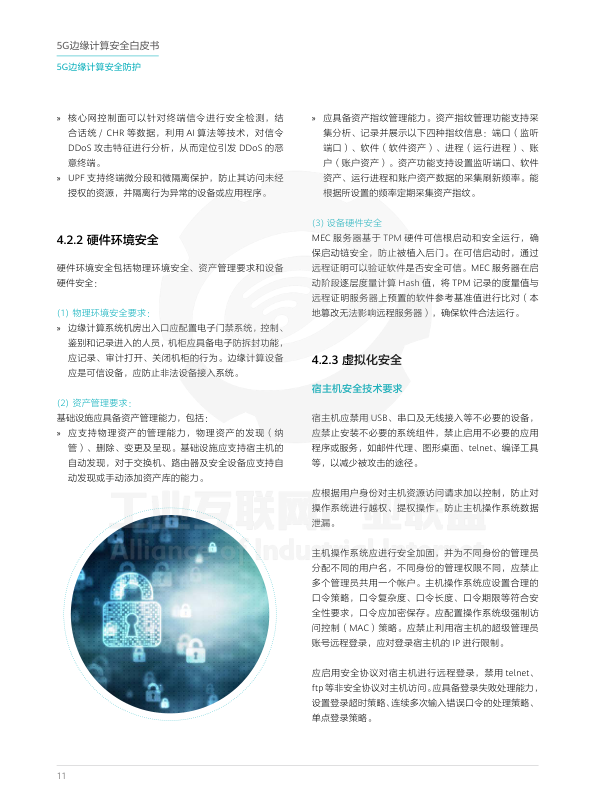 5G边缘计算安全白皮书
5G边缘计算安全防护
» 核心网控制面可以针对终端信令进行安全检测，结
合话统 / CHR 等数据，利用 AI 算法等技术，对信令
DDoS 攻击特征进行分析，从而定位引发 DDoS 的恶
意终端。
» UPF 支持终端微分段和微隔离保护，防止其访问未经
授权的资源，并隔离行为异常的设备或应用程序。
4.2.2 硬件环境安全
硬件环境安全包括物理环境安全、资产管理要求和设备
硬件安全：
(1) 物理环境安全要求：
» 边缘计算系统机房出入口应配置电子门禁系统，控制、
鉴别和记录进入的人员，机柜应具备电子防拆封功能，
应记录、审计打开、关闭机柜的行为。边缘计算设备
应是可信设备，应防止非法设备接入系统。
(2) 资产管理要求：
基础设施应具备资产管理能力，包括：
» 应支持物理资产的管理能力，物理资产的发现（纳
管）、删除、变更及呈现。基础设施应支持宿主机的
自动发现，对于交换机、路由器及安全设备应支持自
动发现或手动添加资产库的能力。
» 应具备资产指纹管理能力。资产指纹管理功能支持采
集分析、记录并展示以下四种指纹信息：端口（监听
端口）、软件（软件资产）、进程（运行进程）、账
户（账户资产）。资产功能支持设置监听端口、软件
资产、运行进程和账户资产数据的采集刷新频率。能
根据所设置的频率定期采集资产指纹。
(3) 设备硬件安全
MEC 服务器基于 TPM 硬件可信根启动和安全运行，确
保启动链安全，防止被植入后门。在可信启动时，通过
远程证明可以验证软件是否安全可信。MEC 服务器在启
动阶段逐层度量计算 Hash 值，将 TPM 记录的度量值与
远程证明服务器上预置的软件参考基准值进行比对（本
地篡改无法影响远程服务器），确保软件合法运行。
4.2.3 虚拟化安全
宿主机安全技术要求
宿主机应禁用 USB、串口及无线接入等不必要的设备，
应禁止安装不必要的系统组件，禁止启用不必要的应用
程序或服务，如邮件代理、图形桌面、telnet、编译工具
等，以减少被攻击的途径。
应根据用户身份对主机资源访问请求加以控制，防止对
操作系统进行越权、提权操作，防止主机操作系统数据
泄漏。
主机操作系统应进行安全加固，并为不同身份的管理员
分配不同的用户名，不同身份的管理权限不同，应禁止
多个管理员共用一个帐户。主机操作系统应设置合理的
口令策略，口令复杂度、口令长度、口令期限等符合安
全性要求，口令应加密保存。应配置操作系统级强制访
问控制（MAC）策略。应禁止利用宿主机的超级管理员
账号远程登录，应对登录宿主机的 IP 进行限制。
应启用安全协议对宿主机进行远程登录，禁用 telnet、
ftp 等非安全协议对主机访问。应具备登录失败处理能力，
设置登录超时策略、连续多次输入错误口令的处理策略、
单点登录策略。
工业互联网产业联盟
Alliance of Industrial Internet
11